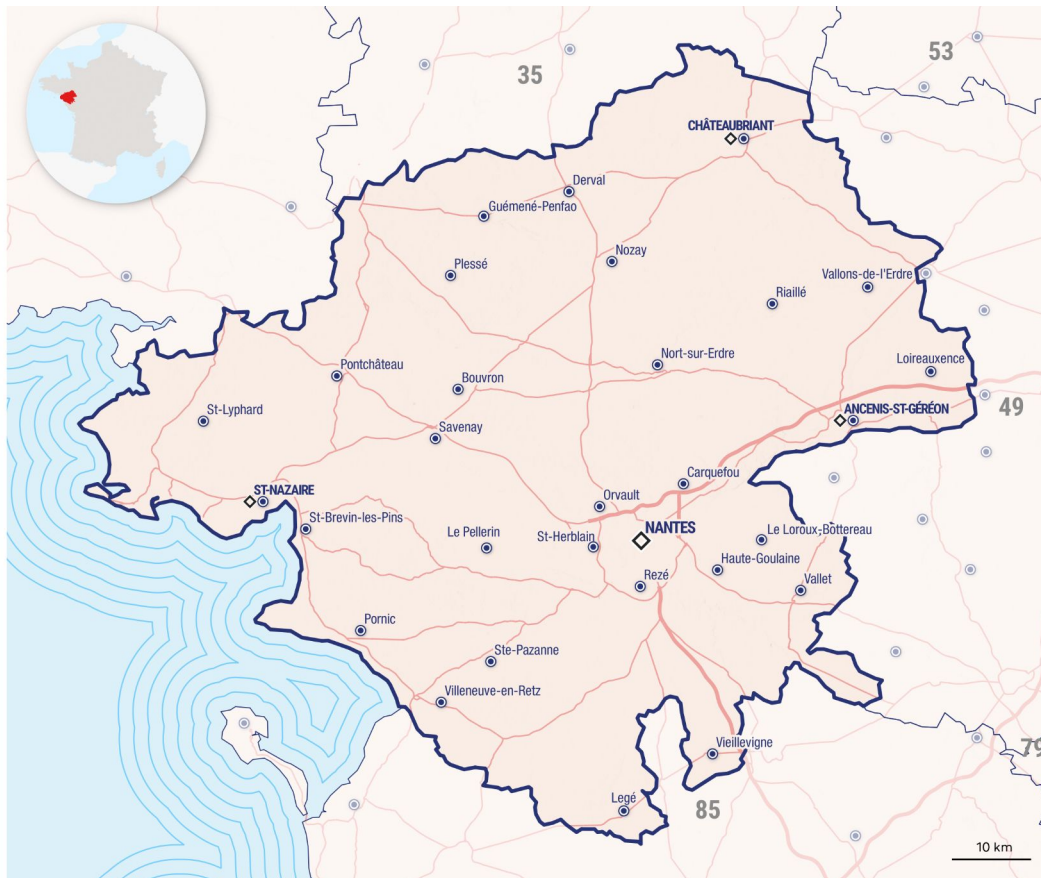 53
35
CHÂTEAUBRIANT
Derval
Guémené-Penfao
Nozay
Plessé
Vallons-de-l'Erdre
Riaillé
Loireauxence
Nort-sur-Erdre
Pontchâteau
Bouvron
49
St-Lyphard
ANCENIS-ST-GÉRÉON
Savenay
Carquefou
ST-NAZAIRE
Orvault
St-Brevin-les-Pins
NANTES
Le Loroux-Bottereau
Le Pellerin
St-Herblain
Haute-Goulaine
Rezé
Vallet
Pornic
Ste-Pazanne
Villeneuve-en-Retz
Vieillevigne
79
Legé
85
10 km